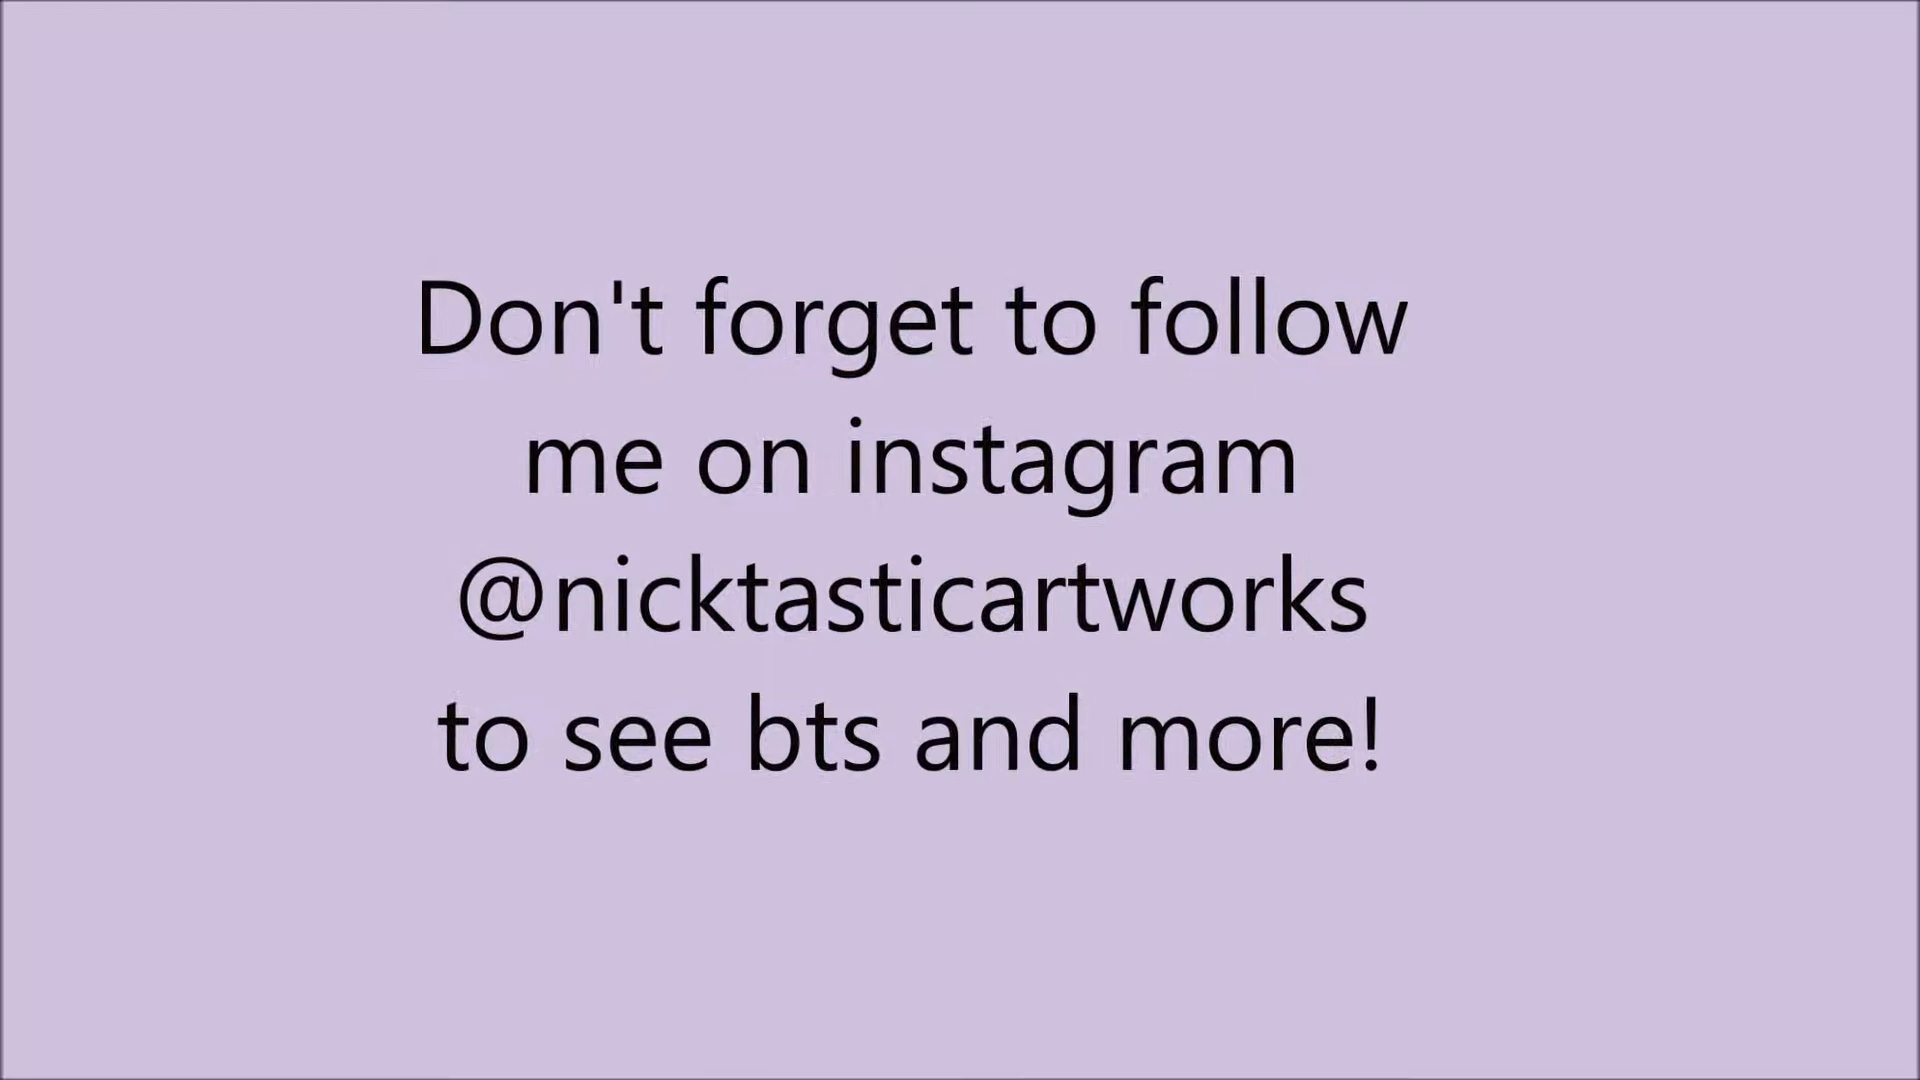 Don't forget to follow
me on instagram
@nicktasticartworks
to see bts and more!